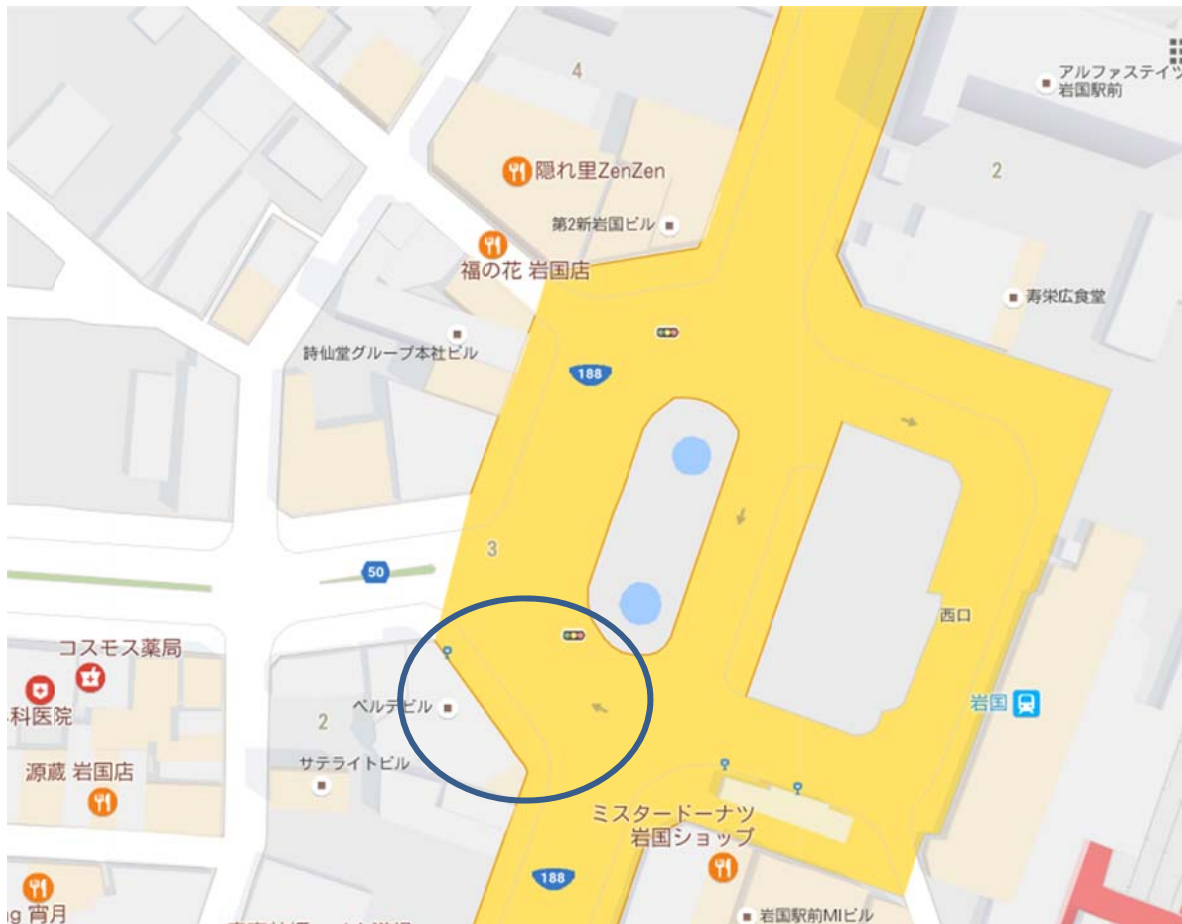 4
アルファステイツ
岩国駅前
隠れ里ZenZen
2
第2新岩国ビル
福の花 岩国店
寿栄広食堂
詩仙堂グループ本社ビル
188
3
50
西口
コスモス薬局
科医院
ベルデビル
2
岩国
サテライトビル
源蔵 岩国店
ミスタードーナツ
岩国ショップ
188
宵月
岩国駅前MIビル